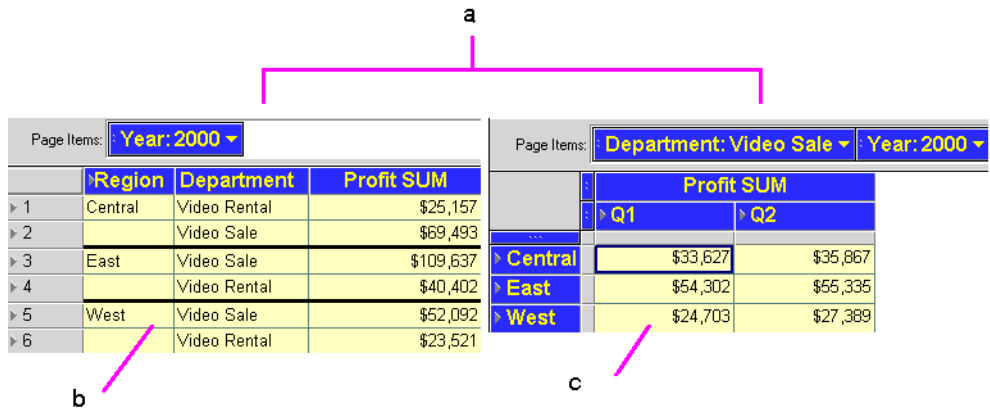 a
Page Items: Year: 2000
Region Department Profit SUM
1 Central Video Rental $25,157
2 Video Sale $69,493
3 East Video Sale $109,637
4 Video Rental $40,402
5 West Video Sale $52,092
6 Video Rental $23,521
b
Page Items: Department: Video Sale Year: 2000
Profit SUM
Q1 Q2
Central $33,627 $35,867
East $54,302 $55,335
West $24,703 $27,389
c